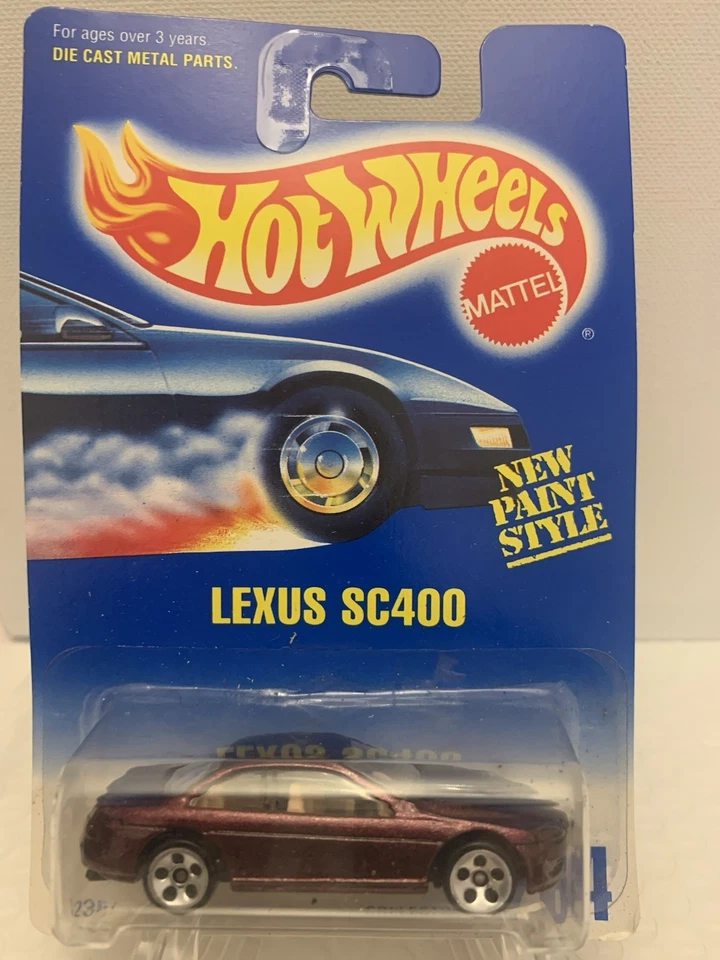 For ages over 3 years.
DIE CAST METAL PARTS.
HOT WHEELS
MATTEL
®
NEW
PAINT
STYLE
LEXUS SC400